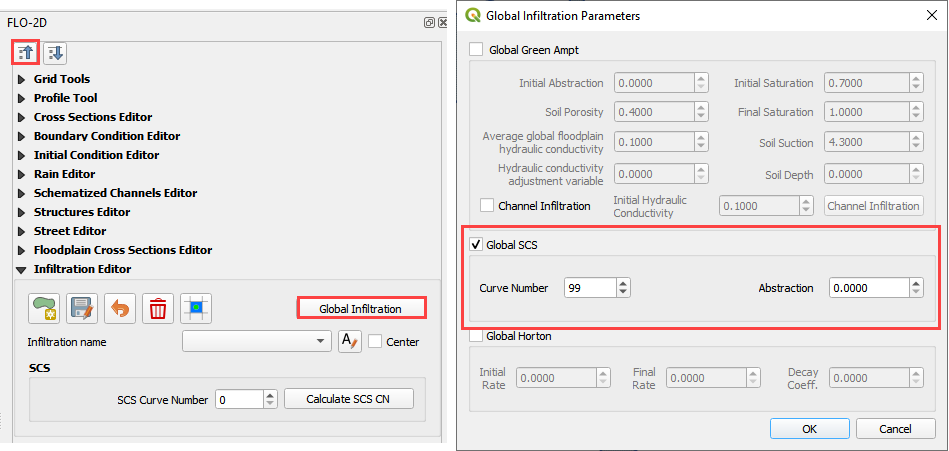 FLO-2D
Grid Tools
Profile Tool
Cross Sections Editor
Boundary Condition Editor
Initial Condition Editor
Rain Editor
Schematized Channels Editor
Structures Editor
Street Editor
Floodplain Cross Sections Editor
Infiltration Editor
Global Infiltration
Infiltration name
A
Center
SCS
SCS Curve Number 0 Calculate SCS CN
Global Infiltration Parameters
Global Green Ampt
Initial Abstraction 0.0000 Initial Saturation 0.7000
Soil Porosity 0.4000 Final Saturation 1.0000
Average global floodplain
hydraulic conductivity 0.1000 Soil Suction 4.3000
Hydraulic conductivity
adjustment variable 0.0000 Soil Depth 0.0000
Channel Infiltration Initial Hydraulic
Conductivity 0.1000 Channel Infiltration
Global SCS
Curve Number 99 Abstraction 0.0000
Global Horton
Initial
Rate 0.0000 Final
Rate 0.0000 Decay
Coeff. 0.0000
OK Cancel